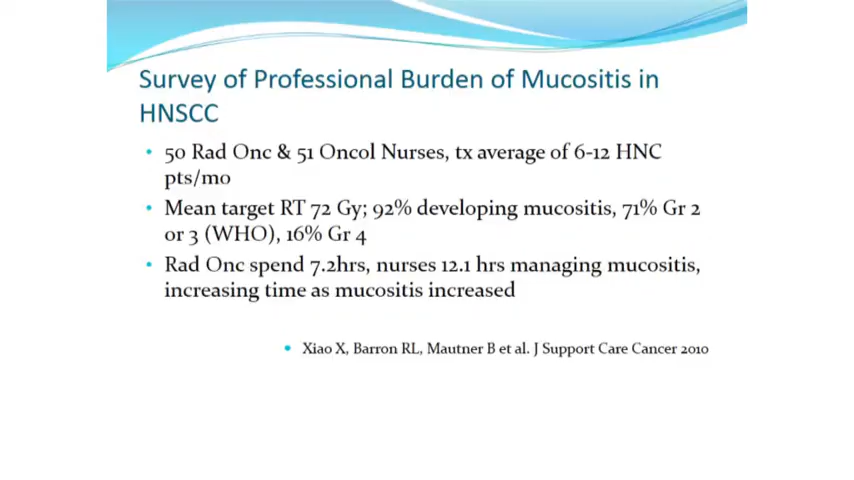 Survey of Professional Burden of Mucositis in
HNSCC
• 50 Rad Onc & 51 Oncol Nurses, tx average of 6-12 HNC
pts/mo
• Mean target RT 72 Gy; 92% developing mucositis, 71% Gr 2
or 3 (WHO), 16% Gr 4
• Rad Onc spend 7.2hrs, nurses 12.1 hrs managing mucositis,
increasing time as mucositis increased
• Xiao X, Barron RL, Mautner B et al. J Support Care Cancer 2010